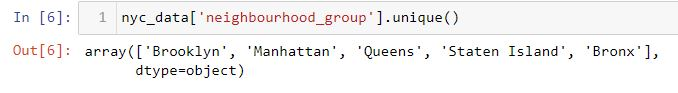 In [6]: 1 nyc_data['neighbourhood_group'].unique()
Out[6]: array(['Brooklyn', 'Manhattan', 'Queens', 'Staten Island', 'Bronx'],
dtype=object)